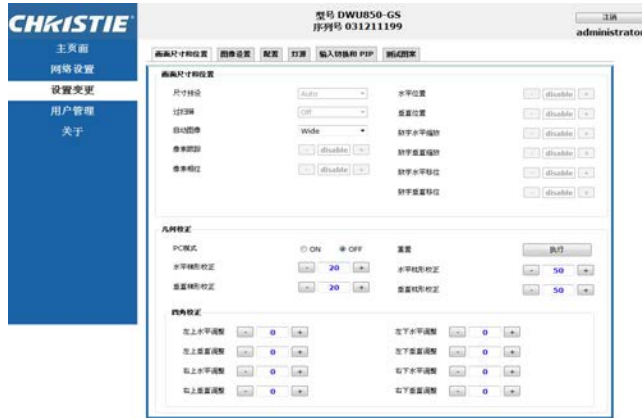 CHRISTIE®
型号 DWU850-GS
序列号 031211199
注销
administrator
主页面
网络设置
设置变更
用户管理
关于
画面尺寸和位置 图像设置 配置 灯源 输入切换和 PIP 测试图案
画面尺寸和位置
尺寸预设 Auto 水平位置 - disable +
过扫描 Off 垂直位置 - disable +
自动图像 Wide 数字水平缩放 - disable +
像素跟踪 - disable + 数字垂直缩放 - disable +
像素相位 - disable + 数字水平移位 - disable +
数字垂直移位 - disable +
几何校正
PC模式 ON OFF 重置 执行
水平梯形校正 - 20 + 水平枕形校正 - 50 +
垂直梯形校正 - 20 + 垂直枕形校正 - 50 +
四角校正
左上水平调整 - 0 + 左下水平调整 - 0 +
左上垂直调整 - 0 + 左下垂直调整 - 0 +
右上水平调整 - 0 + 右下水平调整 - 0 +
右上垂直调整 - 0 + 右下垂直调整 - 0 +